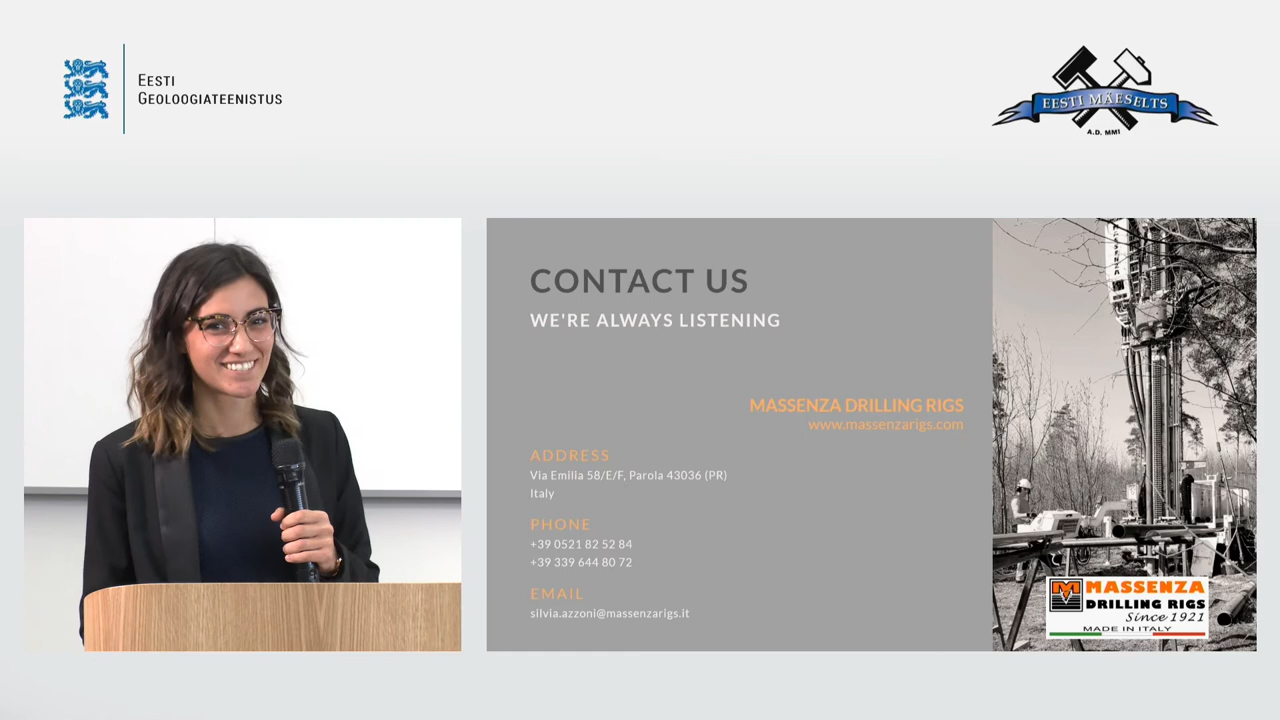 EESTI
GEOLOOGIATEENISTUS
EESTI MÄESELTS
A.D. MMI
CONTACT US
WE'RE ALWAYS LISTENING
MASSENZA DRILLING RIGS
www.massenzarigs.com
ADDRESS
Via Emilia 58/E/F, Parola 43036 (PR)
Italy
PHONE
+39 0521 82 52 84
+39 339 644 80 72
EMAIL
silvia.azzoni@massenzarigs.it
MASSENZA
DRILLING RIGS
Since 1921
MADE IN ITALY